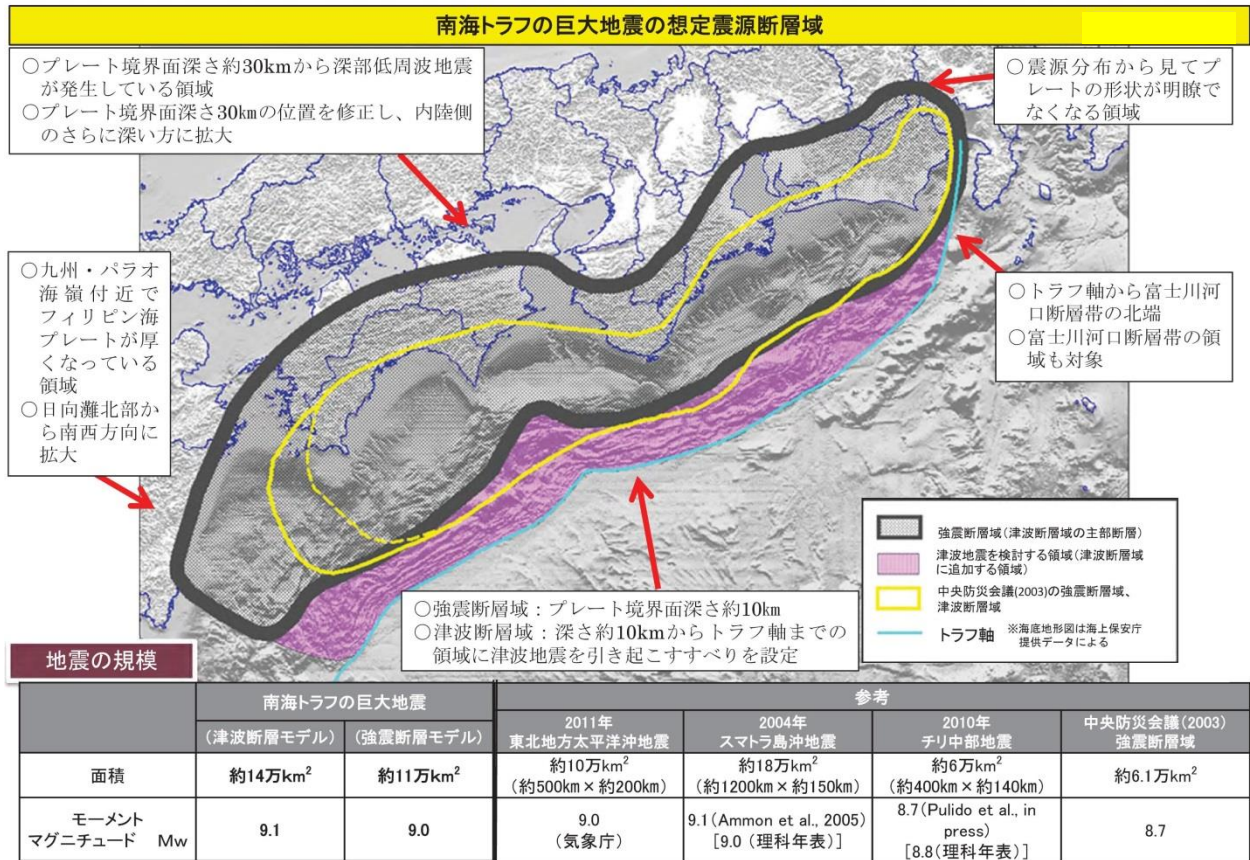 南海トラフの巨大地震の想定震源断層域
○プレート境界面深さ約30kmから深部低周波地震
が発生している領域
○プレート境界面深さ30kmの位置を修正し、内陸側
のさらに深い方に拡大
○震源分布から見てプ
レートの形状が明瞭で
なくなる領域
○九州・パラオ
海嶺付近で
フィリピン海
プレートが厚
くなっている
領域
○日向灘北部か
ら南西方向に
拡大
○トラフ軸から富士川河
口断層帯の北端
○富士川河口断層帯の領
域も対象
○強震断層域：プレート境界面深さ約10km
○津波断層域：深さ約10kmからトラフ軸までの
領域に津波地震を引き起こすすべりを設定
強震断層域(津波断層域の主部断層)
津波地震を検討する領域(津波断層域
に追加する領域)
中央防災会議(2003)の強震断層域、
津波断層域
トラフ軸 ※海底地形図は海上保安庁
提供データによる
地震の規模
南海トラフの巨大地震 参考
(津波断層モデル) (強震断層モデル) 2011年 2004年 2010年 中央防災会議(2003)
東北地方太平洋沖地震 スマトラ島沖地震 チリ中部地震 強震断層域
面積 約14万km² 約11万km² 約10万km² 約18万km² 約6万km² 約6.1万km²
(約500km×約200km) (約1200km×約150km) (約400km×約140km)
モーメント
マグニチュード Mw 9.1 9.0 9.0 9.1(Ammon et al., 2005) 8.7(Pulido et al., in 8.7
(気象庁) [9.0 (理科年表)] press)
[8.8(理科年表)]